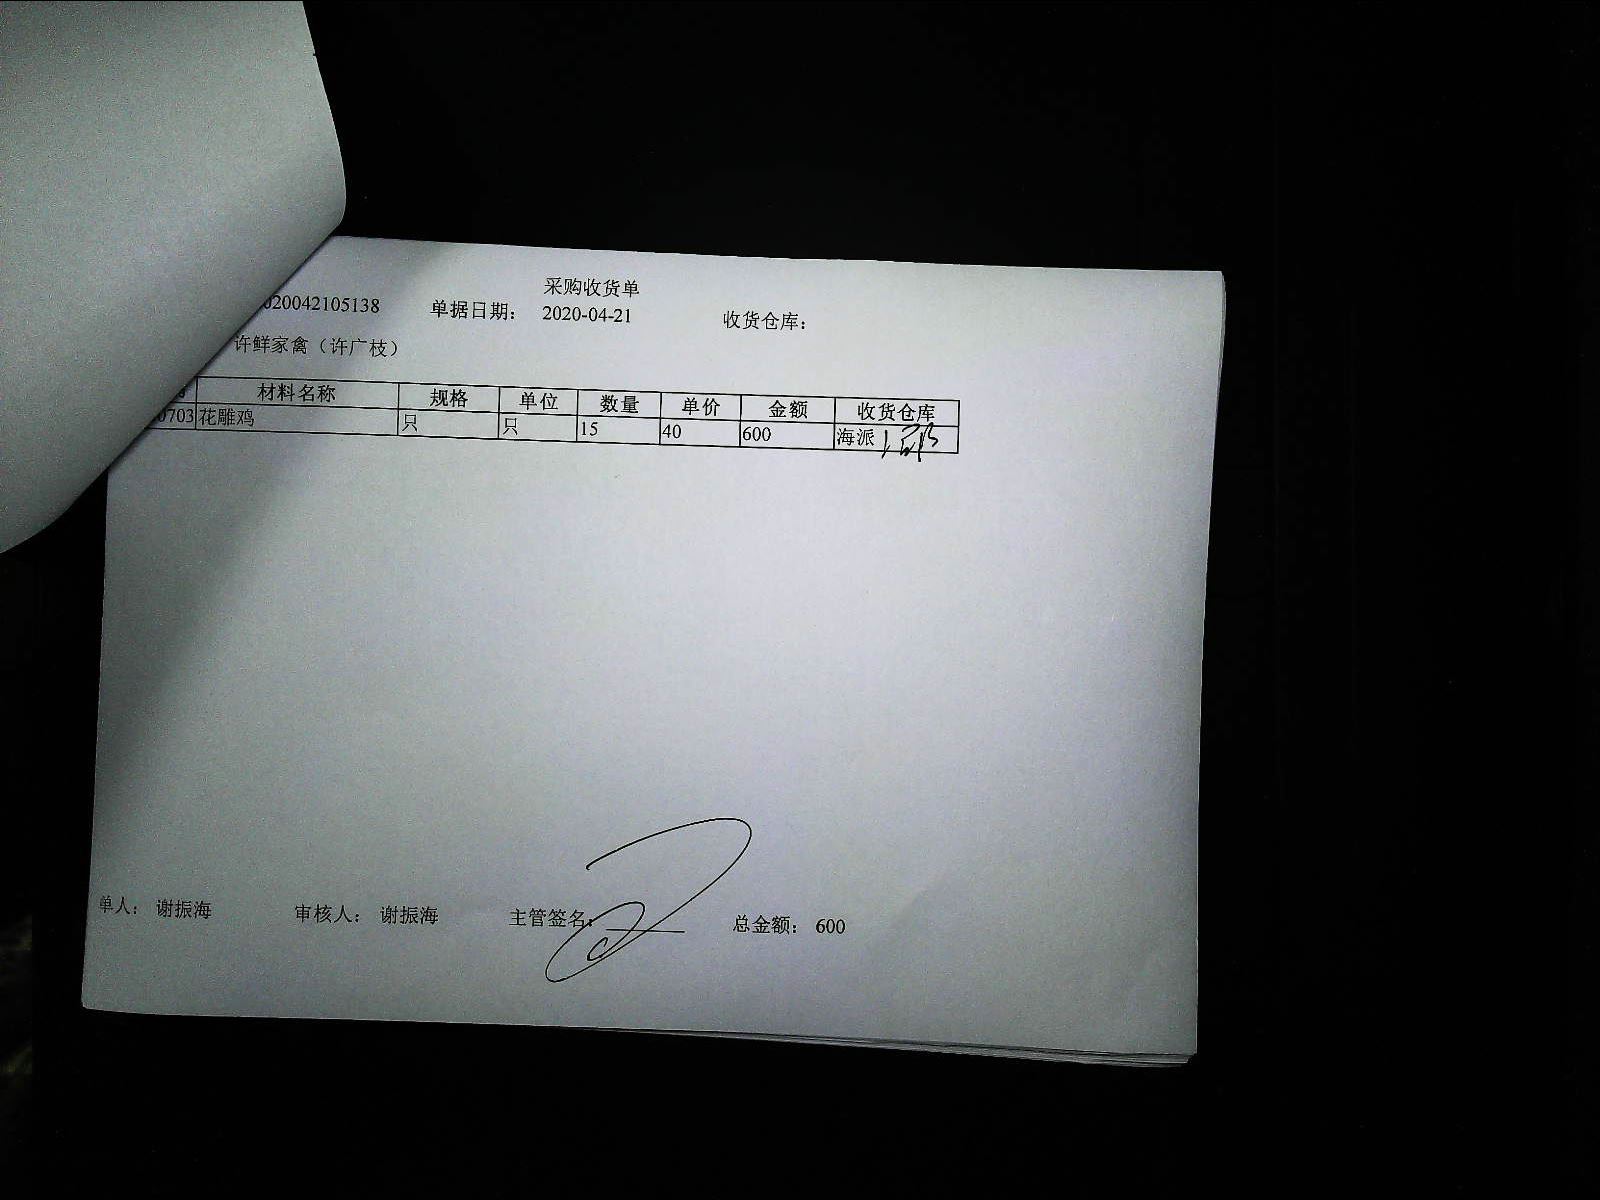 采购收货单
020042105138 单据日期： 2020-04-21 收货仓库：
许鲜家禽（许广枝）
材料名称 规格 单位 数量 单价 金额 收货仓库
0703 花雕鸡 只 只 15 40 600 海派
单人： 谢振海 审核人： 谢振海 主管签名： 总金额： 600